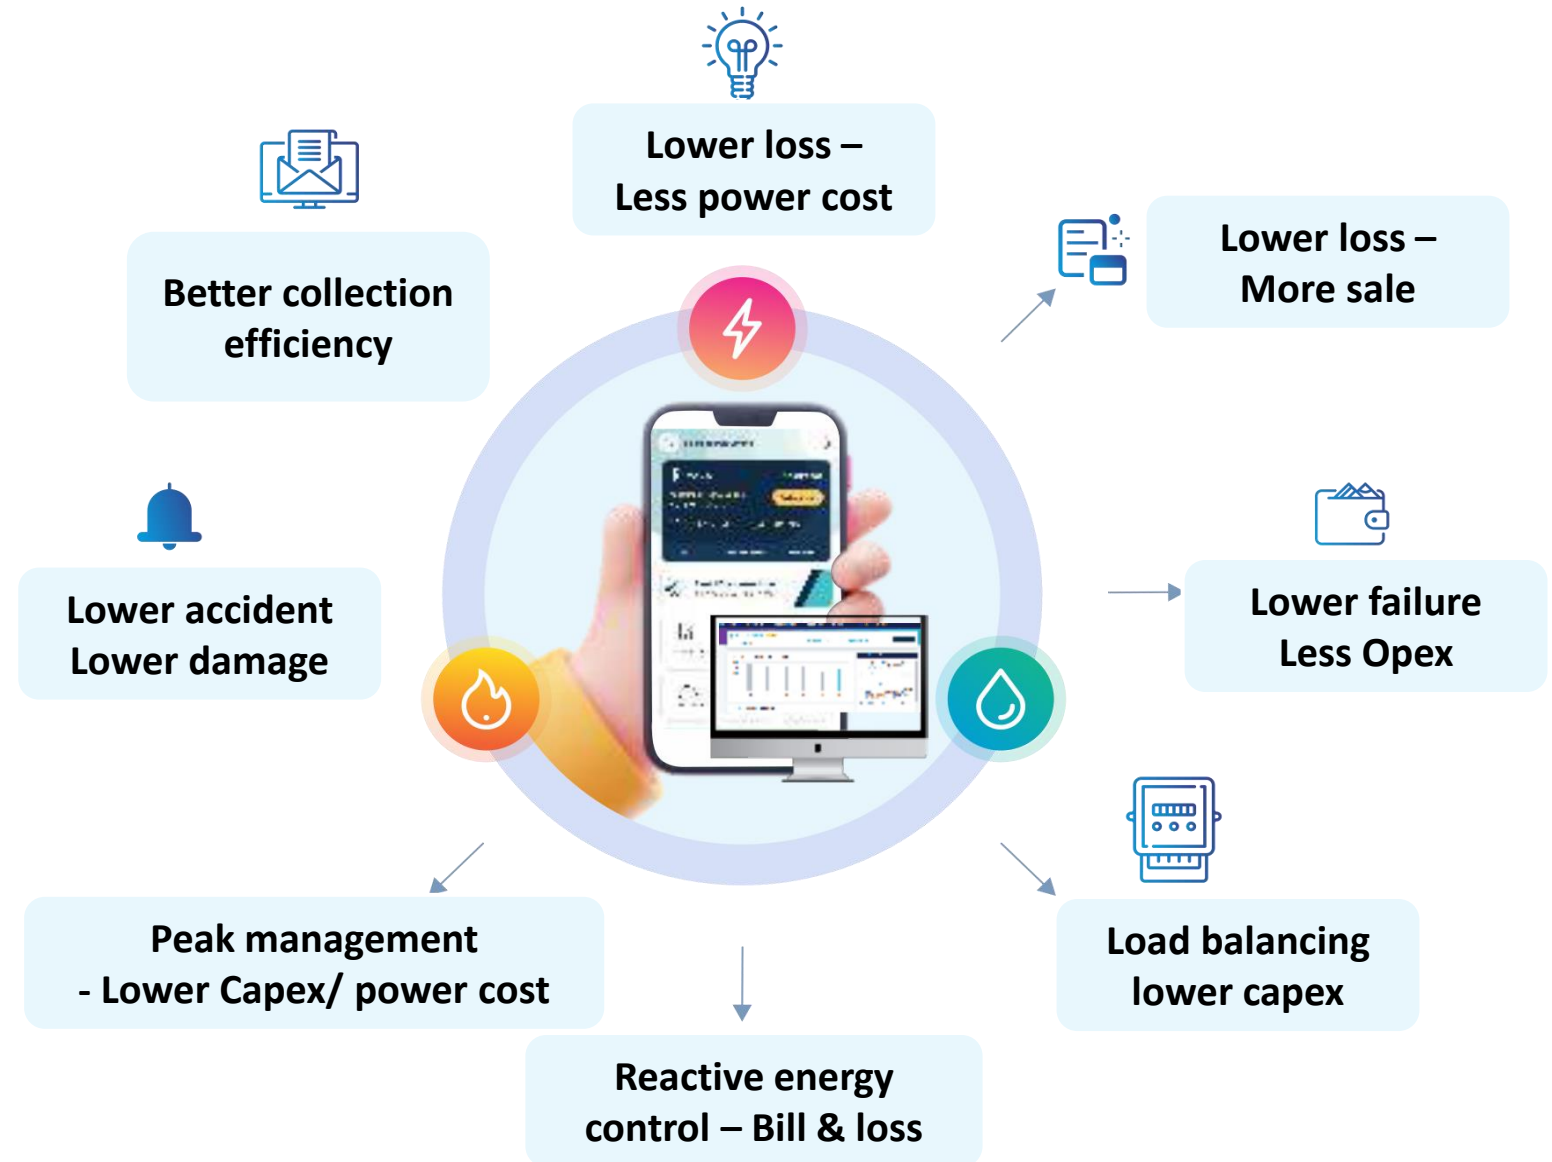 Lower loss –
Less power cost
Better collection
efficiency
Lower loss –
More sale
Lower accident
Lower damage
Lower failure
Less Opex
Peak management
- Lower Capex/ power cost
Load balancing
lower capex
Reactive energy
control – Bill & loss